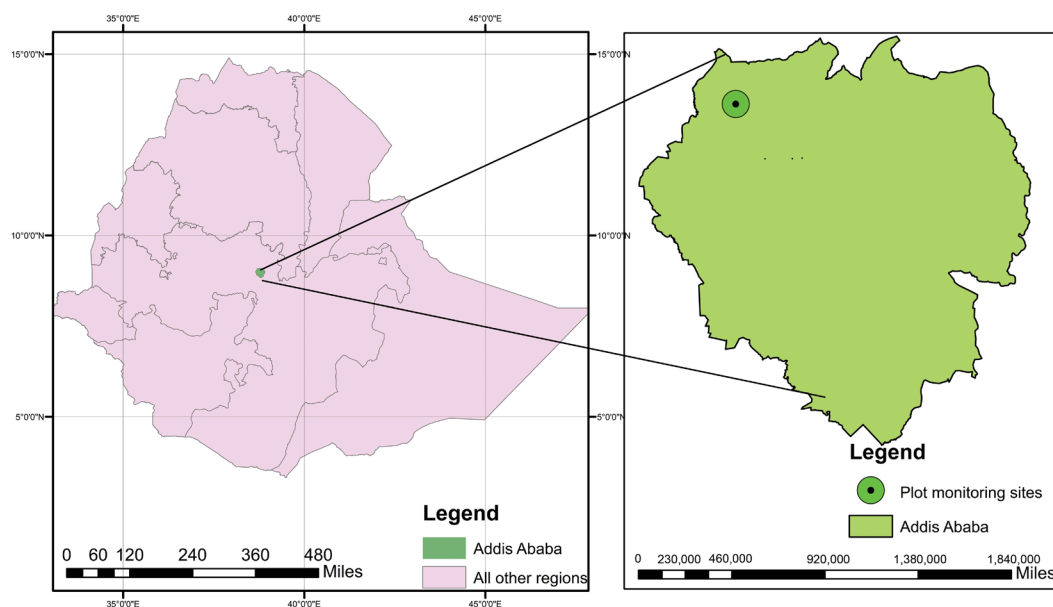 35°0'0"E 40°0'0"E 45°0'0"E
15°0'0"N 15°0'0"N
10°0'0"N 10°0'0"N
5°0'0"N 5°0'0"N
Legend
Addis Ababa
All other regions
0 60 120 240 360 480
Miles
35°0'0"E 40°0'0"E 45°0'0"E
Legend
Plot monitoring sites
Addis Ababa
0 230,000 460,000 920,000 1,380,000 1,840,000
Miles